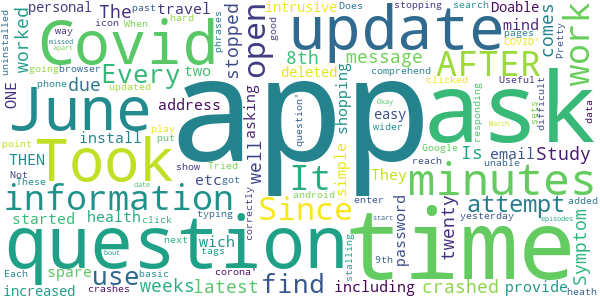 personal The past travel intrusive Does stopping search
Covid Every icon way When worked two stopped open message 8th deleted hard phrases comes mind Doable Pretty pages COVID'
missed apart uninstalled going good update AFTER clicked Useful work
June phone browser updated due asking address app ask question' shopping Okay wider Google comprehend responding sets difficult data
ONE install well easy reach March unable Is email Study
Took THEN point play put It simple They minutes
Not These etc show Tried got android enter password attempt
information Since twenty yesterday added
started health click wich typing correctly tags stalling Symptom
question time
Each next basic spare corona find 9th start episodes
increased crashes use weeks date bout latest including crashed provide heath